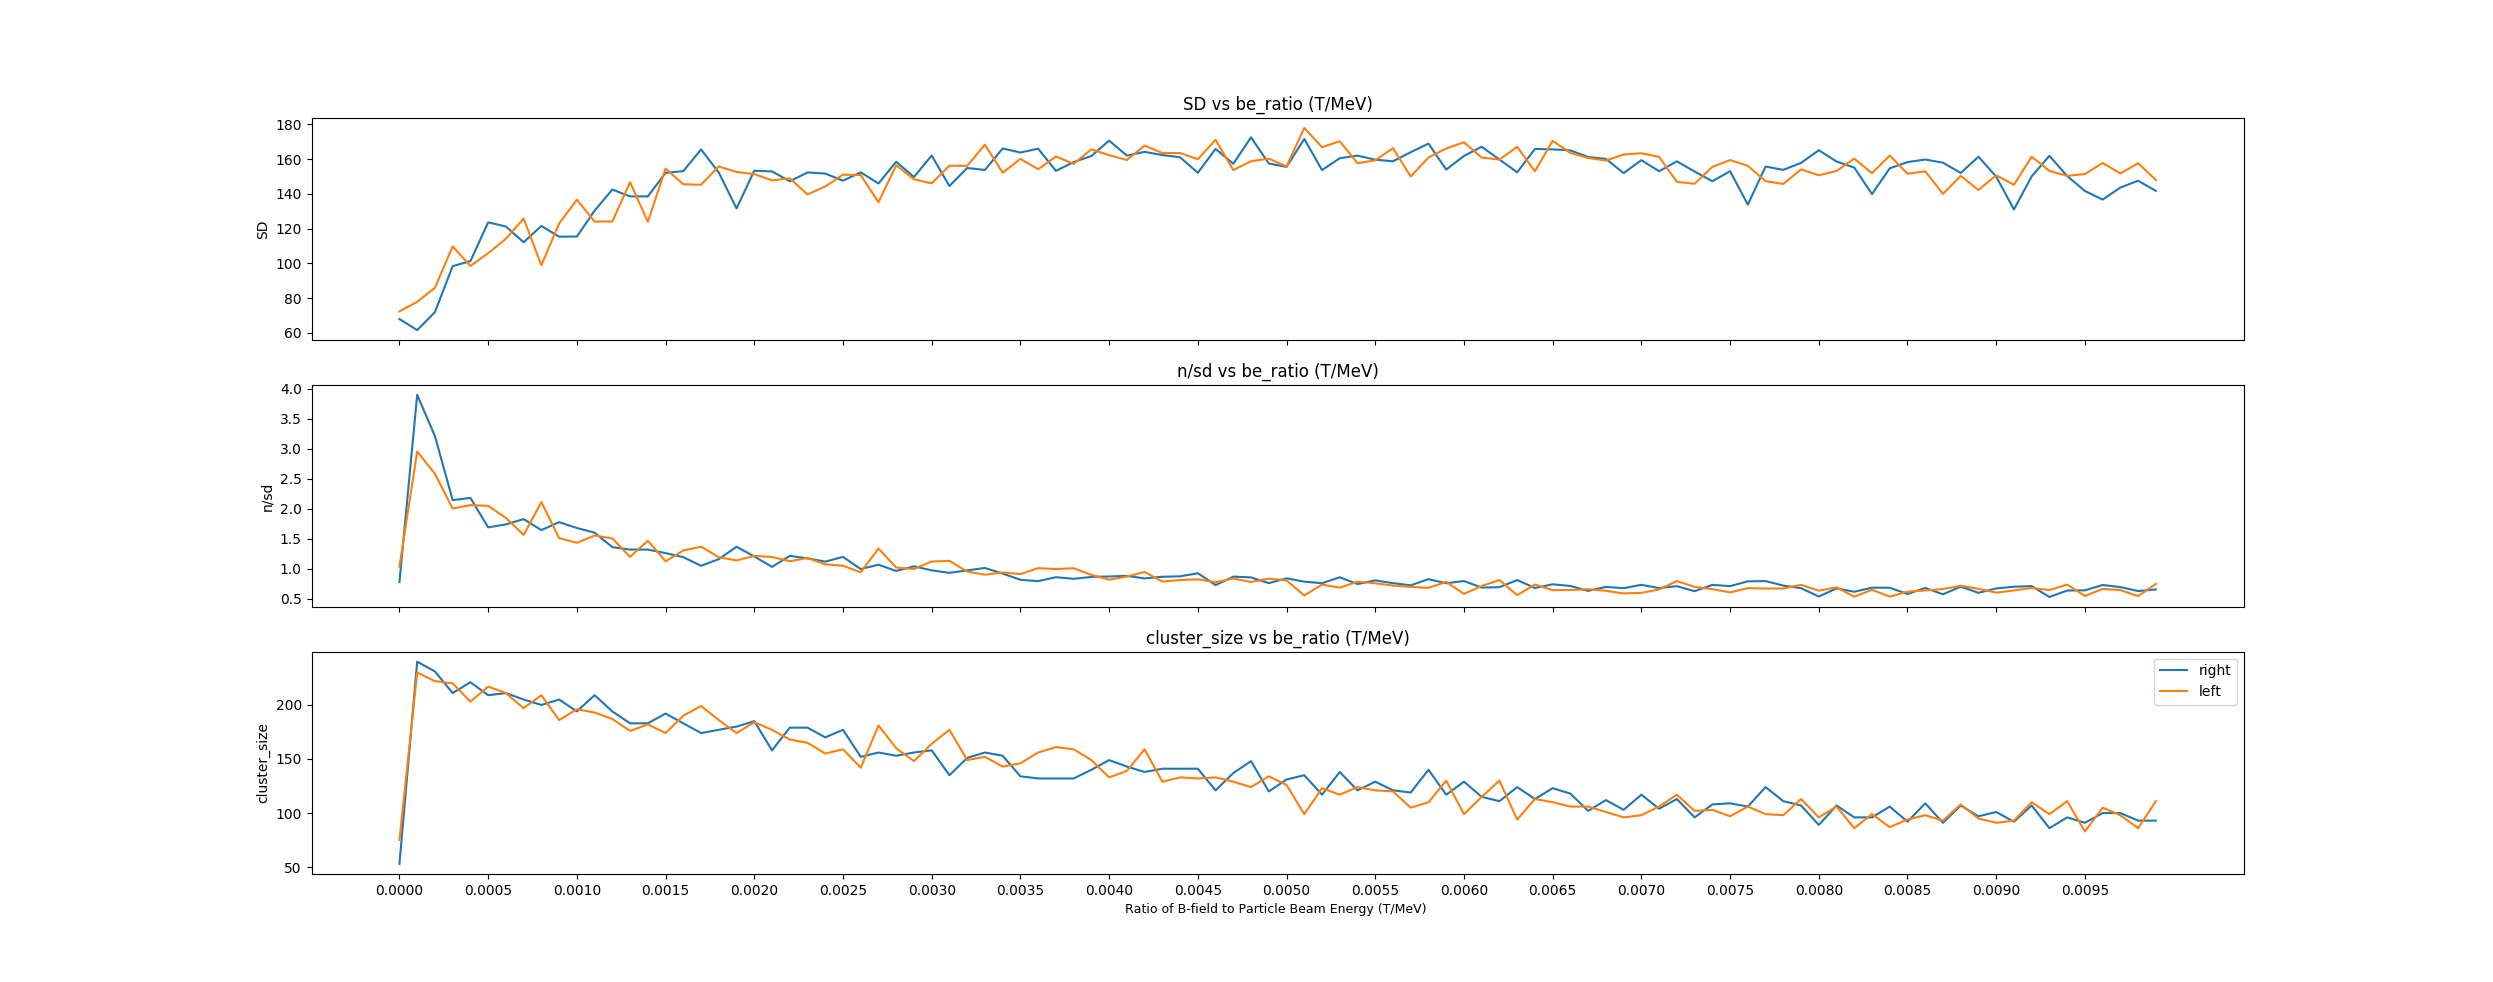 SD vs be_ratio (T/MeV)
180
160
140
120
100
80
60
SD
n/sd vs be_ratio (T/MeV)
4.0
3.5
3.0
2.5
2.0
1.5
1.0
0.5
n/sd
cluster_size vs be_ratio (T/MeV)
200
150
100
50
cluster_size
right
left
0.0000 0.0005 0.0010 0.0015 0.0020 0.0025 0.0030 0.0035 0.0040 0.0045 0.0050 0.0055 0.0060 0.0065 0.0070 0.0075 0.0080 0.0085 0.0090 0.0095
Ratio of B-field to Particle Beam Energy (T/MeV)